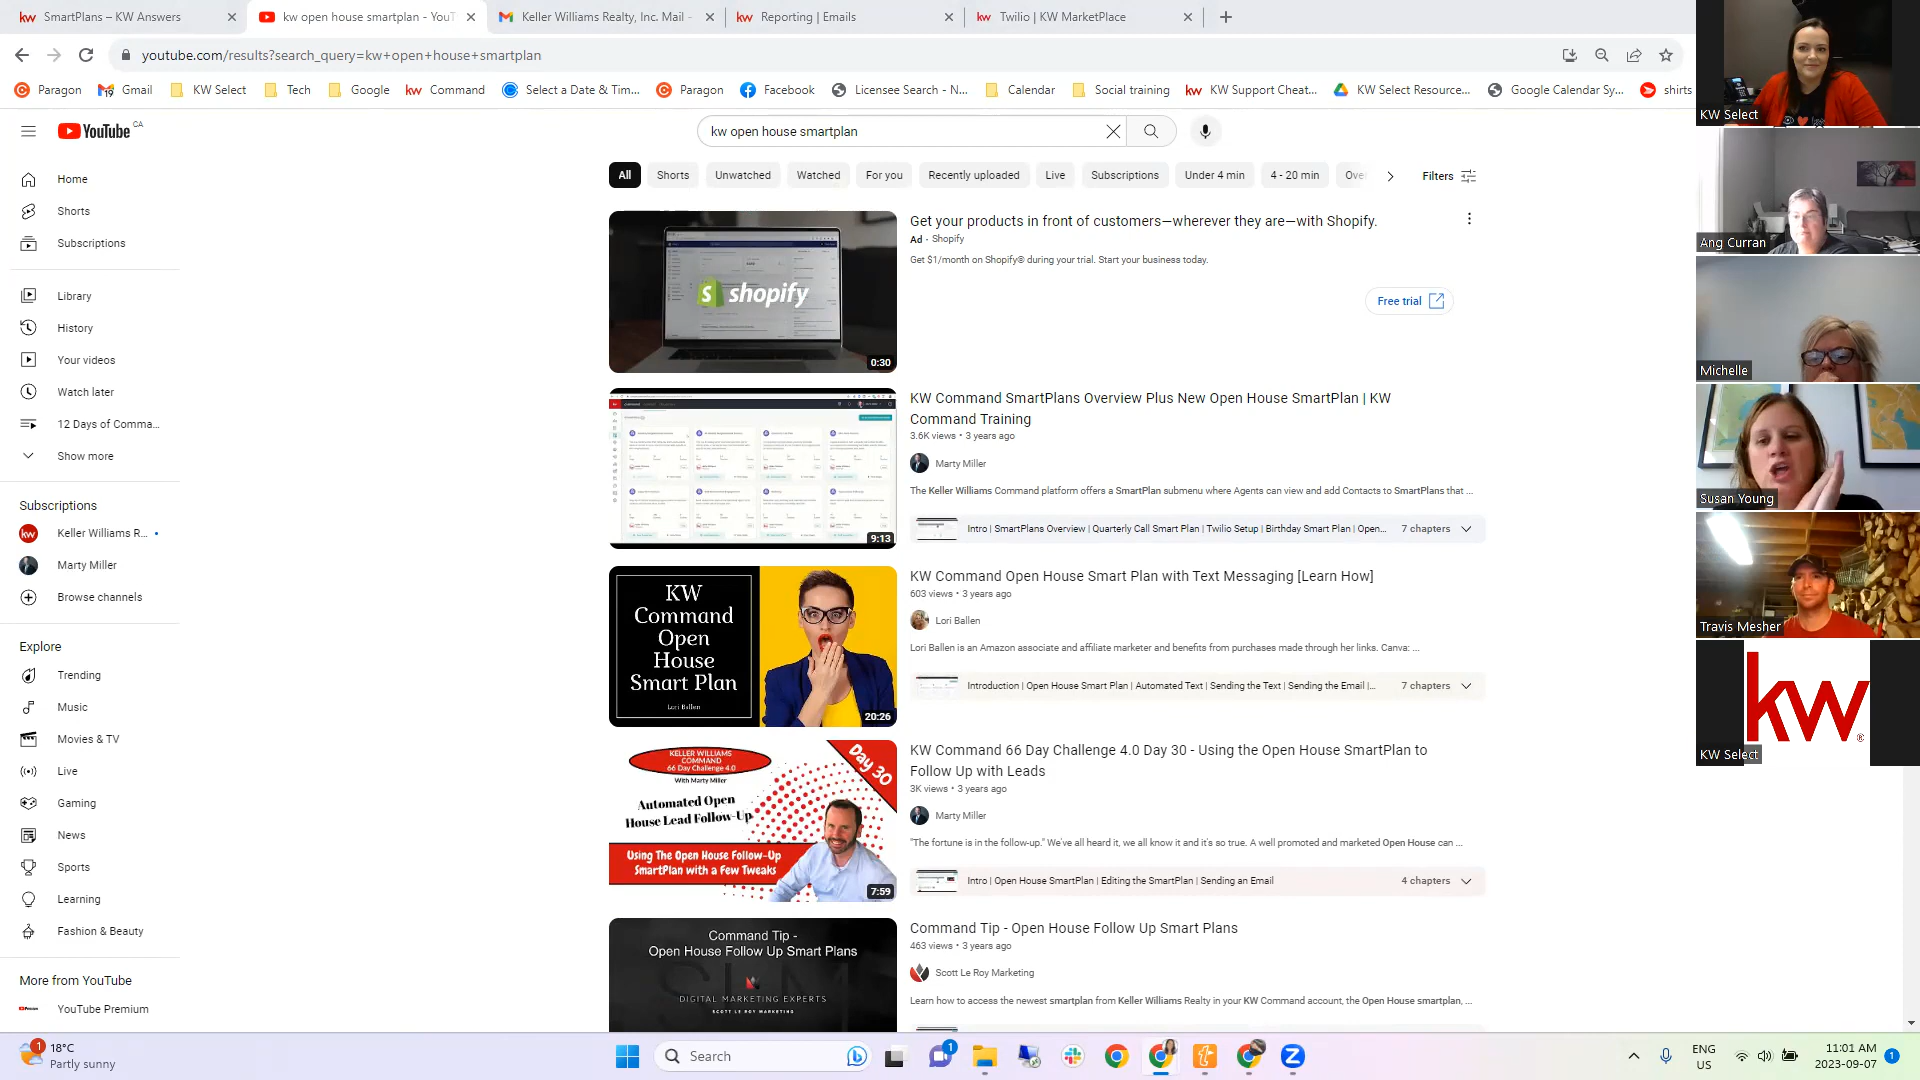 SmartPlans – KW Answers
kw open house smartplan - YouT
Keller Williams Realty, Inc. Mail -
Reporting | Emails
Twilio | KW MarketPlace
youtube.com/results?search_query=kw+open+house+smartplan
Paragon
Gmail
KW Select
Tech
Google
Command
Select a Date & Tim...
Paragon
Facebook
Licensee Search - N...
Calendar
Social training
KW Support Cheat...
KW Select Resource...
Google Calendar Sy...
shirts
YouTube CA
kw open house smartplan
All
Shorts
Unwatched
Watched
For you
Recently uploaded
Live
Subscriptions
Under 4 min
4 - 20 min
Ove
Filters
Home
Shorts
Subscriptions
Library
History
Your videos
Watch later
12 Days of Comma...
Show more
Subscriptions
Keller Williams R...
Marty Miller
Browse channels
Explore
Trending
Music
Movies & TV
Live
Gaming
News
Sports
Learning
Fashion & Beauty
More from YouTube
YouTube Premium
shopify
0:30
Get your products in front of customers—wherever they are—with Shopify.
Ad · Shopify
Get $1/month on Shopify® during your trial. Start your business today.
Free trial
9:13
KW Command SmartPlans Overview Plus New Open House SmartPlan | KW
Command Training
3.6K views • 3 years ago
Marty Miller
The Keller Williams Command platform offers a SmartPlan submenu where Agents can view and add Contacts to SmartPlans that ...
Intro | SmartPlans Overview | Quarterly Call Smart Plan | Twilio Setup | Birthday Smart Plan | Open...
7 chapters
KW
Command
Open
House
Smart Plan
Lori Ballen
20:26
KW Command Open House Smart Plan with Text Messaging [Learn How]
603 views • 3 years ago
Lori Ballen
Lori Ballen is an Amazon associate and affiliate marketer and benefits from purchases made through her links. Canva: ...
Introduction | Open House Smart Plan | Automated Text | Sending the Text | Sending the Email |...
7 chapters
KELLER WILLIAMS
COMMAND
66 Day Challenge 4.0
With Marty Miller
Day 30
Automated Open
House Lead Follow-Up
Using The Open House Follow-Up
SmartPlan with a Few Tweaks
7:59
KW Command 66 Day Challenge 4.0 Day 30 - Using the Open House SmartPlan to
Follow Up with Leads
3K views • 3 years ago
Marty Miller
"The fortune is in the follow-up." We've all heard it, we all know it and it's so true. A well promoted and marketed Open House can ...
Intro | Open House SmartPlan | Editing the SmartPlan | Sending an Email
4 chapters
Command Tip -
Open House Follow Up Smart Plans
DIGITAL MARKETING EXPERTS
SCOTT LE ROY MARKETING
Command Tip - Open House Follow Up Smart Plans
463 views • 3 years ago
Scott Le Roy Marketing
Learn how to access the newest smartplan from Keller Williams Realty in your KW Command account, the Open House smartplan, ...
KW Select
Ang Curran
Michelle
Susan Young
Travis Mesher
kw
KW Select
1
18°C
Partly sunny
Search
1
ENG
US
11:01 AM
2023-09-07
1